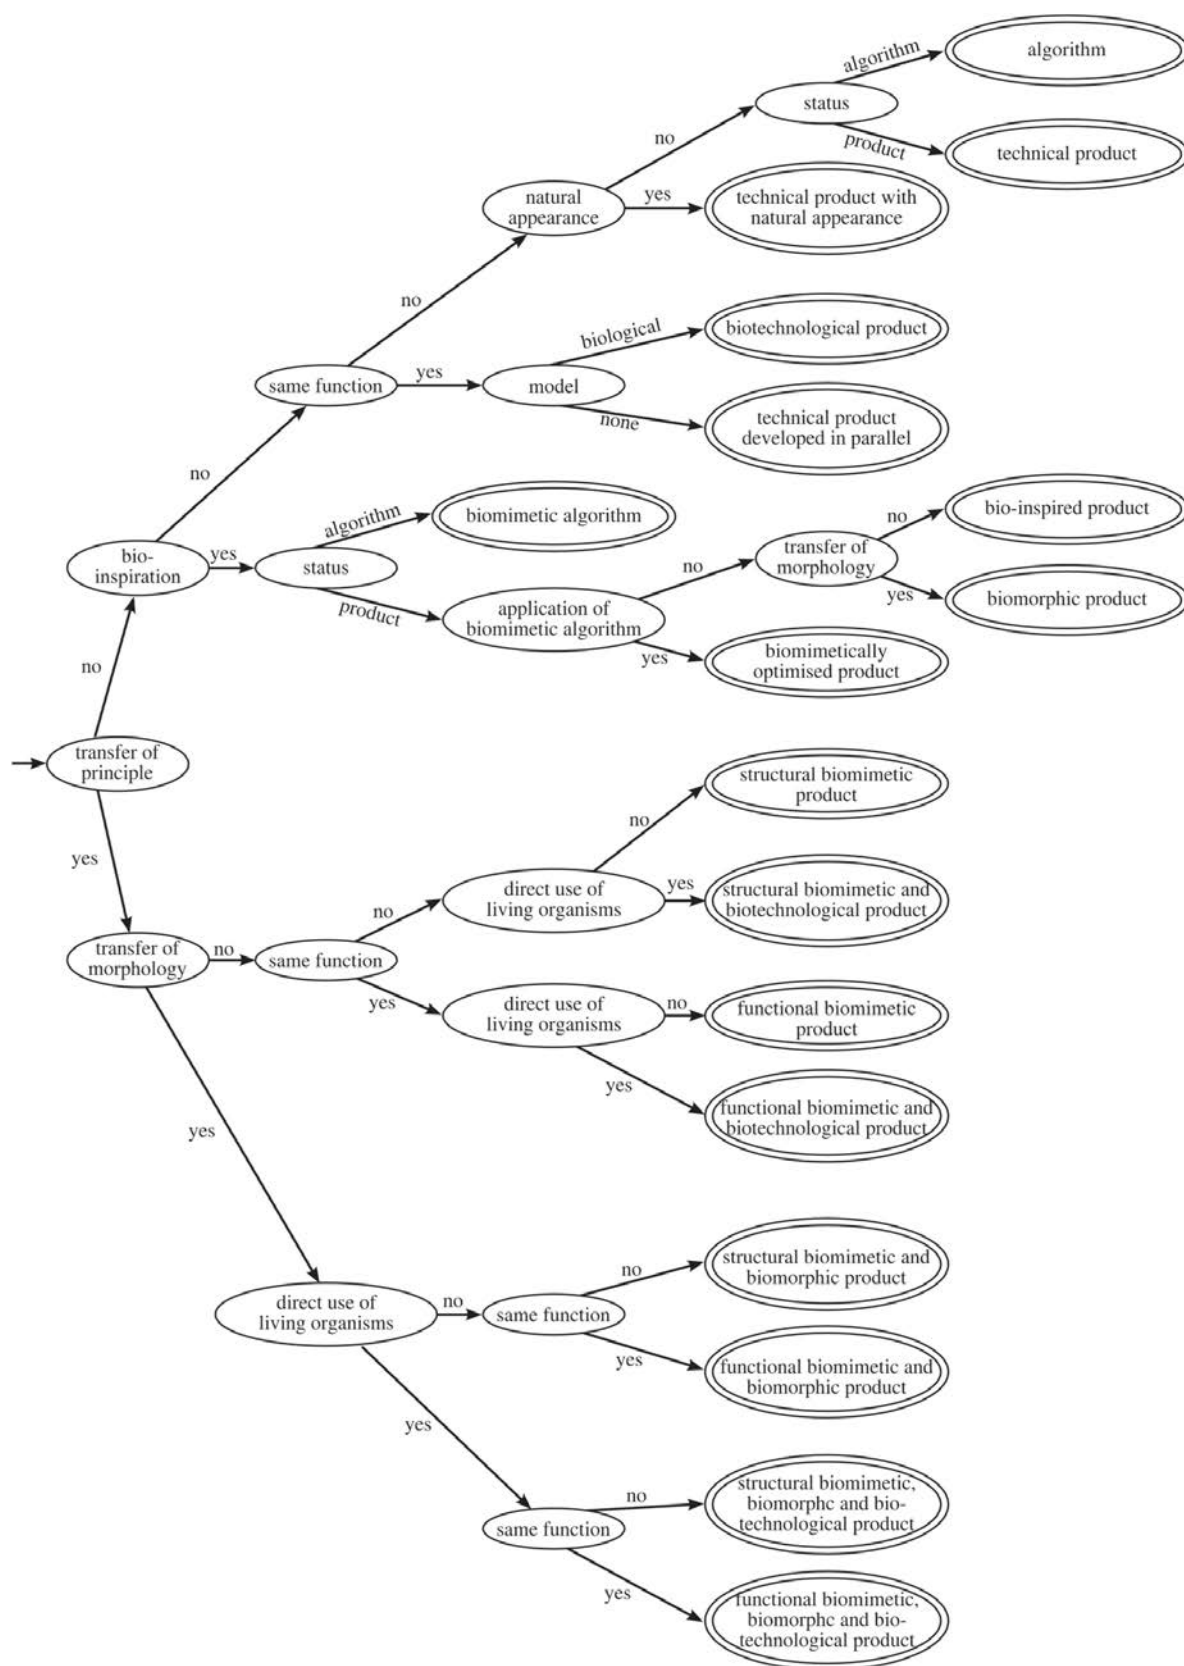 algorithm
algorithm
status
product
technical product
no
natural
appearance
yes
technical product with
natural appearance
no
biological
biotechnological product
same function
yes
model
none
technical product
developed in parallel
no
algorithm
biomimetic algorithm
no
bio-inspired product
bio-
inspiration
yes
status
no
transfer of
morphology
yes
biomorphic product
product
application of
biomimetic algorithm
yes
biomimetically
optimised product
no
transfer of
principle
structural biomimetic
product
no
yes
direct use of
living organisms
yes
structural biomimetic and
biotechnological product
no
transfer of
morphology
no
same function
yes
direct use of
living organisms
no
functional biomimetic
product
yes
functional biomimetic and
biotechnological product
yes
structural biomimetic and
biomorphic product
no
direct use of
living organisms
no
same function
yes
functional biomimetic and
biomorphic product
yes
structural biomimetic,
biomorphc and bio-
technological product
no
same function
yes
functional biomimetic,
biomorphc and bio-
technological product